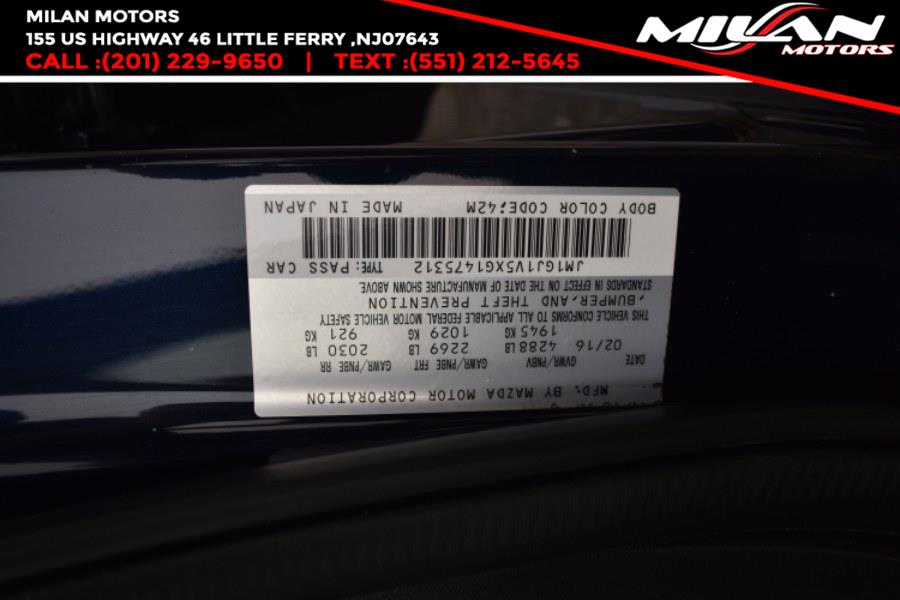 MILAN MOTORS
155 US HIGHWAY 46 LITTLE FERRY ,NJ07643
CALL :(201) 229-9650 | TEXT :(551) 212-5645
MILAN
MOTORS
MFD. BY MAZDA MOTOR CORPORATION
DATE GVWR/PNBV GAWR/PNBE FRT GAWR/PNBE RR
02/16 4288LB 2269 LB 2030 LB
1945 KG 1029 KG 921 KG
THIS VEHICLE CONFORMS TO ALL APPLICABLE FEDERAL MOTOR VEHICLE SAFETY
,BUMPER,AND THEFT PREVENTION
STANDARDS IN EFFECT ON THE DATE OF MANUFACTURE SHOWN ABOVE.
JM1GJ1V5XG1475312 TYPE:PASS CAR
BODY COLOR CODE:42M MADE IN JAPAN